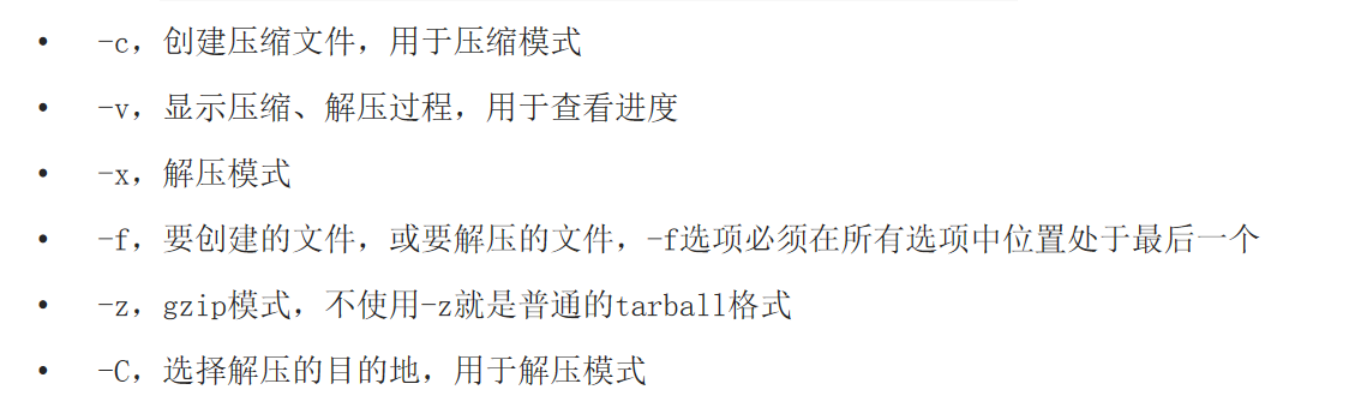 • -c，创建压缩文件，用于压缩模式
• -v，显示压缩、解压过程，用于查看进度
• -x，解压模式
• -f，要创建的文件，或要解压的文件，-f选项必须在所有选项中位置处于最后一个
• -z，gzip模式，不使用-z就是普通的tarball格式
• -C，选择解压的目的地，用于解压模式